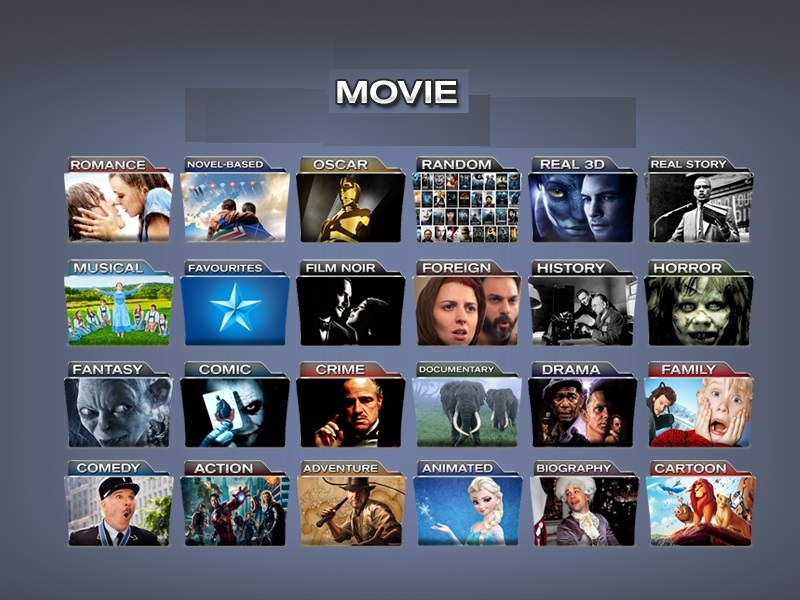 MOVIE
ROMANCE
NOVEL-BASED
OSCAR
RANDOM
REAL 3D
REAL STORY
MUSICAL
FAVOURITES
FILM NOIR
FOREIGN
HISTORY
HORROR
FANTASY
COMIC
CRIME
DOCUMENTARY
DRAMA
FAMILY
COMEDY
ACTION
ADVENTURE
ANIMATED
BIOGRAPHY
CARTOON